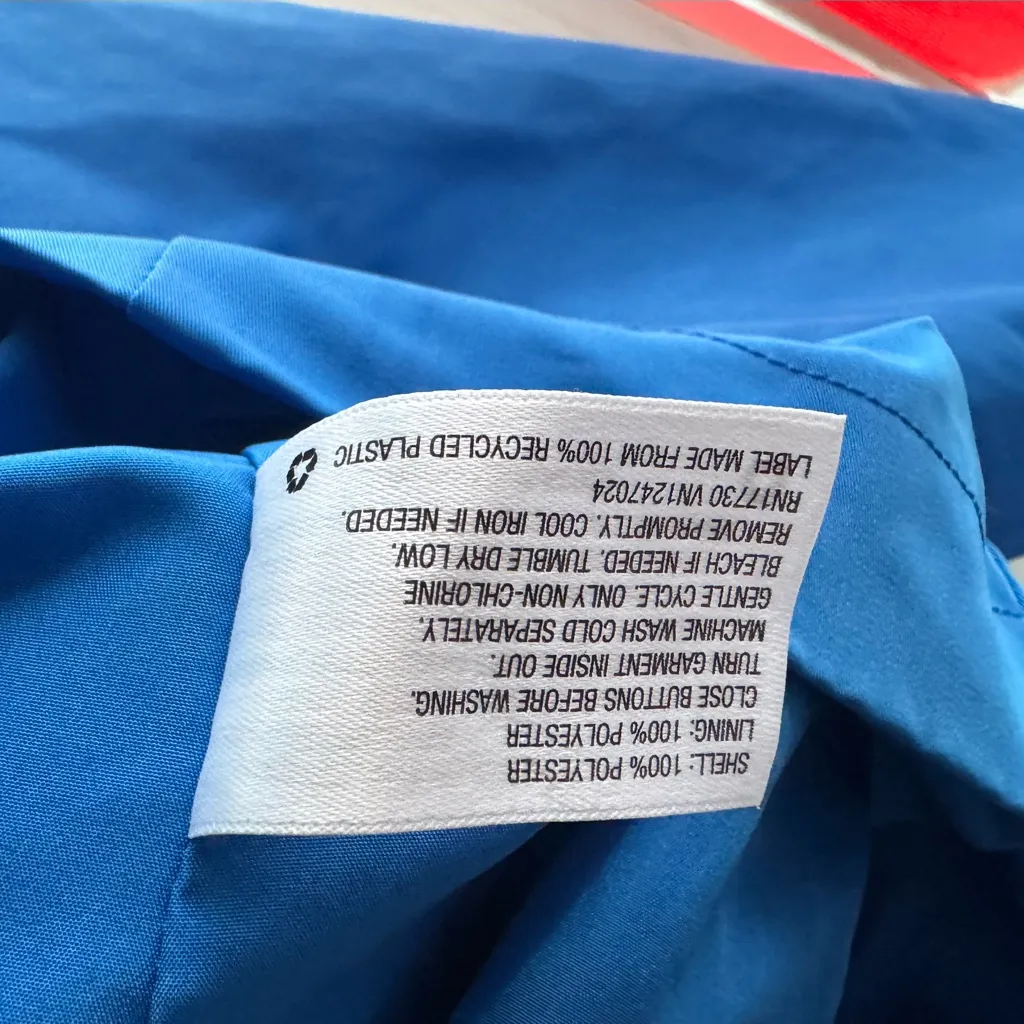 SHELL: 100% POLYESTER
LINING: 100% POLYESTER
CLOSE BUTTONS BEFORE WASHING.
TURN GARMENT INSIDE OUT.
MACHINE WASH COLD SEPARATELY.
GENTLE CYCLE. ONLY NON-CHLORINE
BLEACH IF NEEDED. TUMBLE DRY LOW.
REMOVE PROMPTLY. COOL IRON IF NEEDED.
RN17730 VN1247024
LABEL MADE FROM 100% RECYCLED PLASTIC